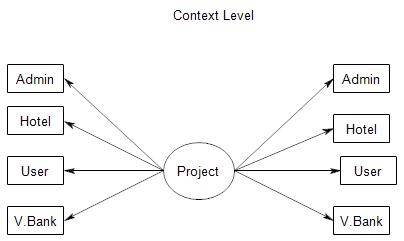 Context Level
Admin
Admin
Hotel
Hotel
User
Project
User
V.Bank
V.Bank